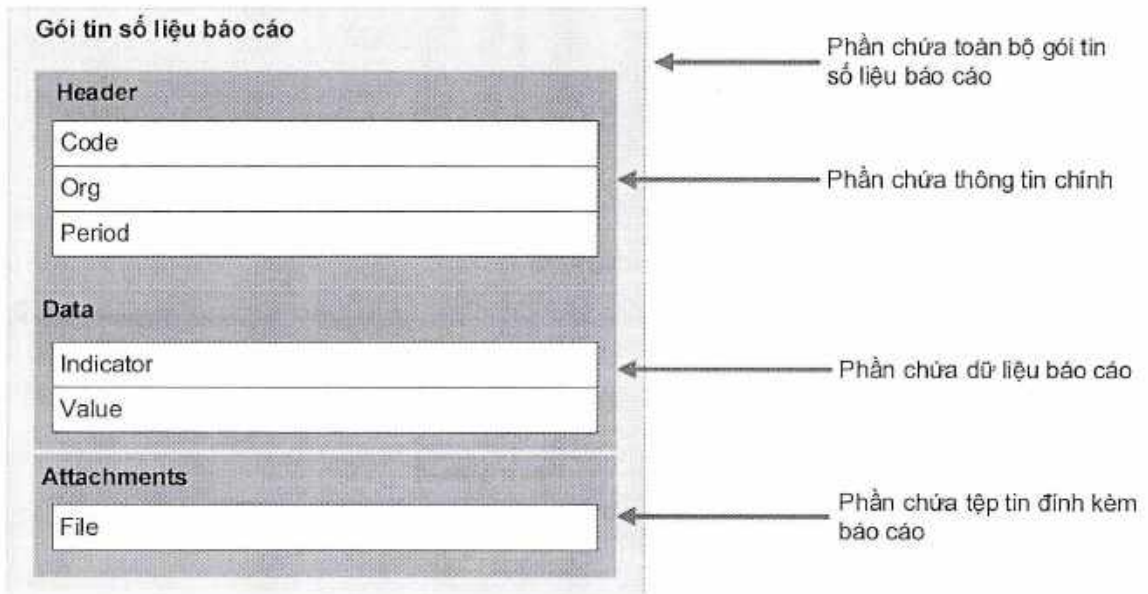 Gói tin số liệu báo cáo
Phần chứa toàn bộ gói tin
số liệu báo cáo
Header
Code
Org
Period
Phần chứa thông tin chính
Data
Indicator
Value
Phần chứa dữ liệu báo cáo
Attachments
File
Phần chứa tệp tin đính kèm
báo cáo